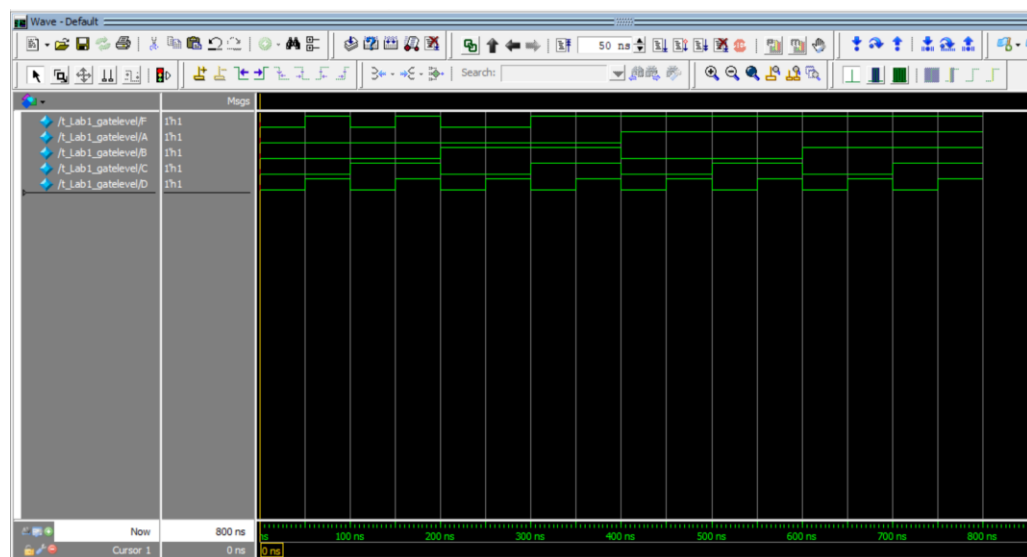 Wave - Default
50 ns
Search:
Msgs
/t_Lab1_gatelevel/F 1'h1
/t_Lab1_gatelevel/A 1'h1
/t_Lab1_gatelevel/B 1'h1
/t_Lab1_gatelevel/C 1'h1
/t_Lab1_gatelevel/D 1'h1
Now 800 ns ns 100 ns 200 ns 300 ns 400 ns 500 ns 600 ns 700 ns 800 ns
Cursor 1 0 ns 0 ns